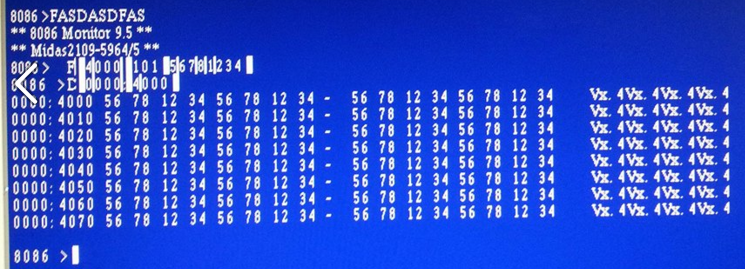 8086 >FASDASDFAS
** 8086 Monitor 9.5 **
** Midas2109-5964/5 **
8086> F 4000 101 56781234
8086 >D 0000:4000
0000: 4000 56 78 12 34 56 78 12 34 - 56 78 12 34 56 78 12 34 Vx. 4Vx. 4Vx. 4Vx. 4
0000: 4010 56 78 12 34 56 78 12 34 - 56 78 12 34 56 78 12 34 Vx. 4Vx. 4Vx. 4Vx. 4
0000: 4020 56 78 12 34 56 78 12 34 - 56 78 12 34 56 78 12 34 Vx. 4Vx. 4Vx. 4Vx. 4
0000: 4030 56 78 12 34 56 78 12 34 - 56 78 12 34 56 78 12 34 Vx. 4Vx. 4Vx. 4Vx. 4
0000: 4040 56 78 12 34 56 78 12 34 - 56 78 12 34 56 78 12 34 Vx. 4Vx. 4Vx. 4Vx. 4
0000: 4050 56 78 12 34 56 78 12 34 - 56 78 12 34 56 78 12 34 Vx. 4Vx. 4Vx. 4Vx. 4
0000: 4060 56 78 12 34 56 78 12 34 - 56 78 12 34 56 78 12 34 Vx. 4Vx. 4Vx. 4Vx. 4
0000: 4070 56 78 12 34 56 78 12 34 - 56 78 12 34 56 78 12 34 Vx. 4Vx. 4Vx. 4Vx. 4
8086 >